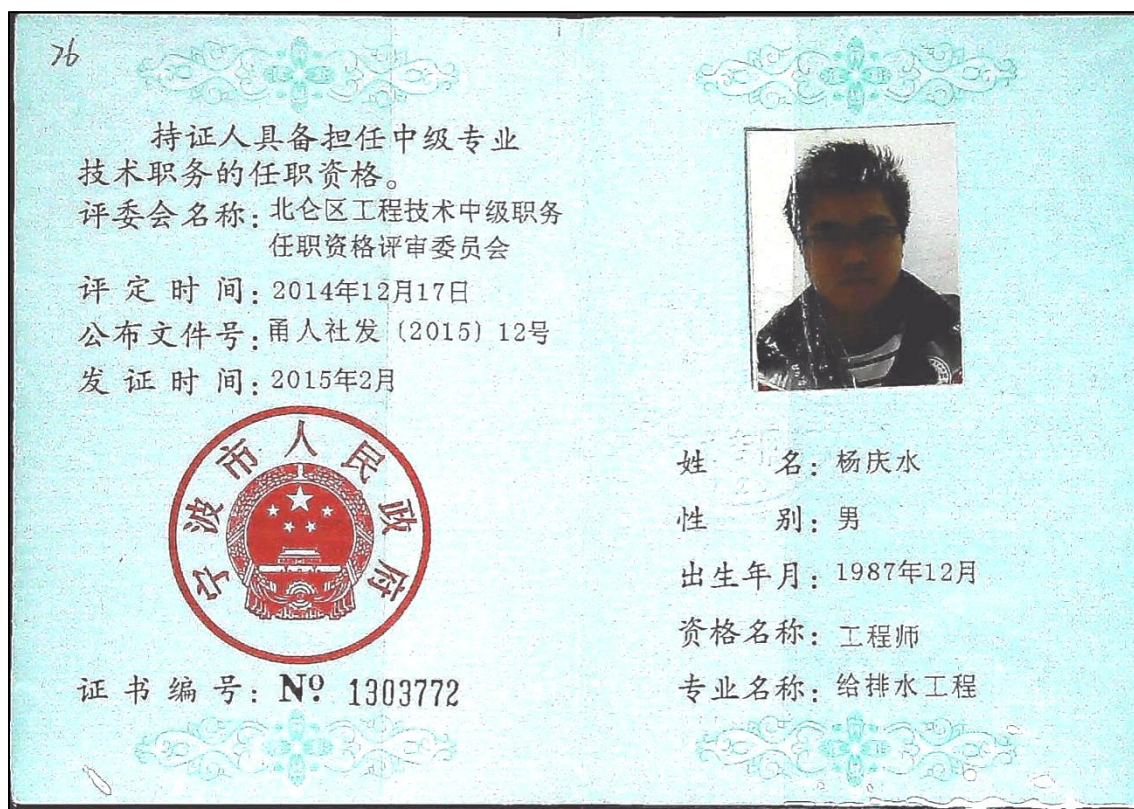 76
持证人具备担任中级专业
技术职务的任职资格。
评委会名称:北仑区工程技术中级职务
任职资格评审委员会
评定时间:2014年12月17日
公布文件号:甬人社发(2015)12号
发证时间:2015年2月
宁波市人民政府
证书编号:Nº 1303772
姓名:杨庆水
性别:男
出生年月:1987年12月
资格名称:工程师
专业名称:给排水工程